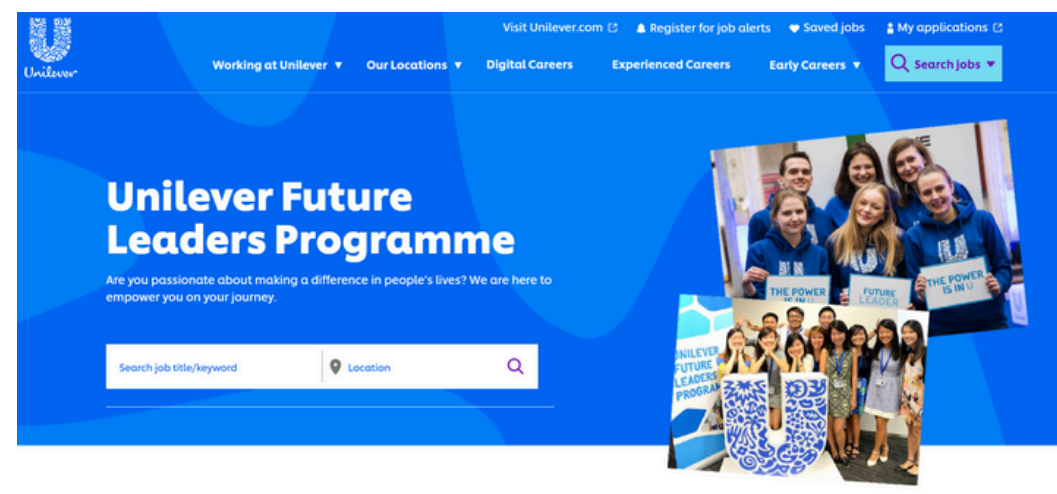 Visit Unilever.com
Register for job alerts
Saved jobs
My applications
Unilever
Working at Unilever
Our Locations
Digital Careers
Experienced Careers
Early Careers
Search jobs
Unilever Future
Leaders Programme
Are you passionate about making a difference in people's lives? We are here to
empower you on your journey.
Search job title/keyword
Location
THE POWER
IS IN U
FUTURE
LEADER
THE POWER
IS IN U
UNILEVER
FUTURE
LEADERS